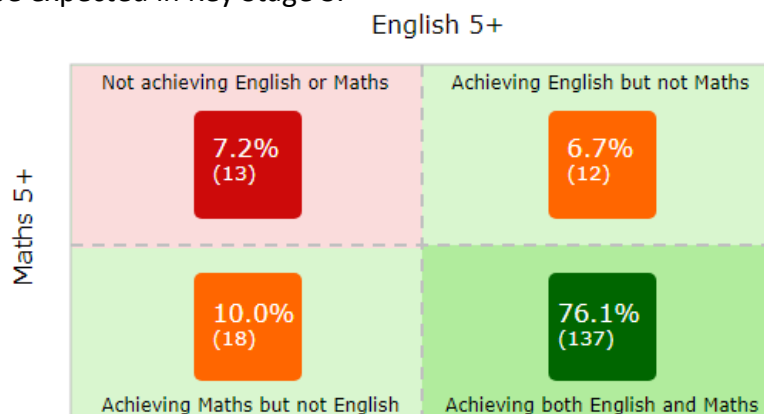 English 5+
Not achieving English or Maths
Achieving English but not Maths
7.2%
(13)
6.7%
(12)
Maths 5+
10.0%
(18)
76.1%
(137)
Achieving Maths but not English
Achieving both English and Maths